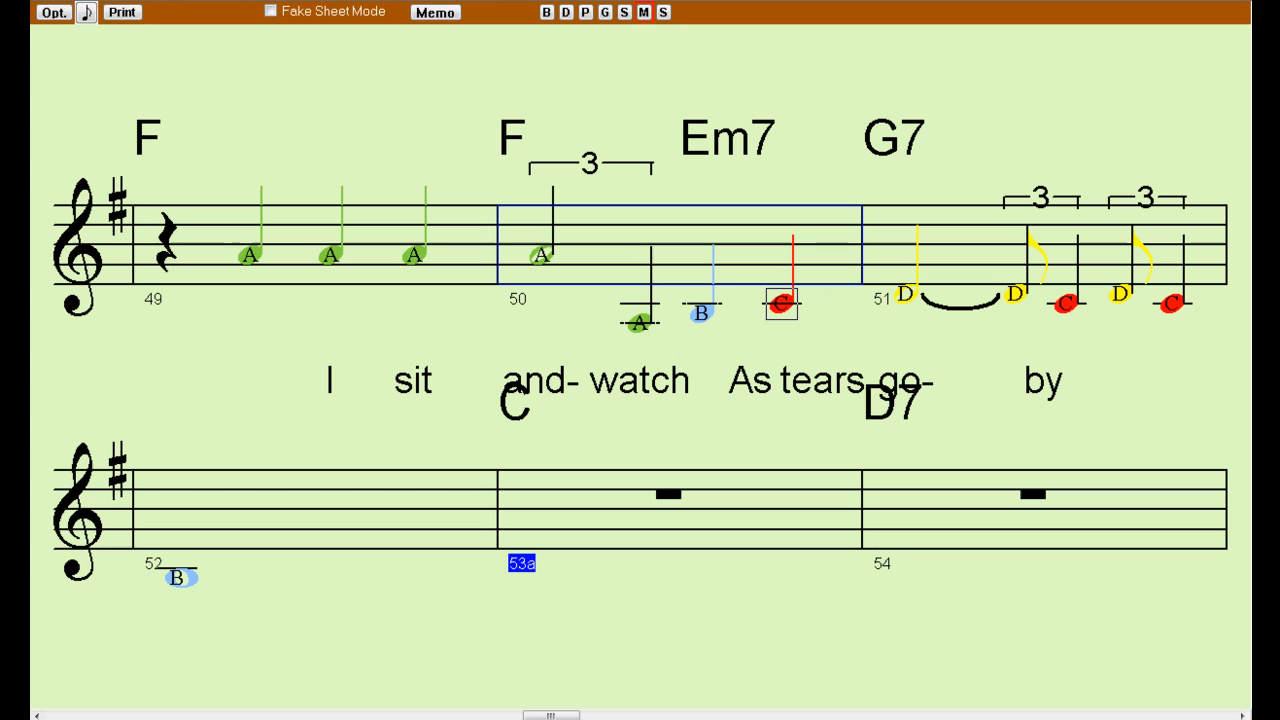 Opt. ♪ Print Fake Sheet Mode Memo B D P G S M S
F F Em7 G7
3 3 3
A A A A A B C D D C D C
49 50 51
I sit and- watch As tears go- by
C D7
52 53a 54
B